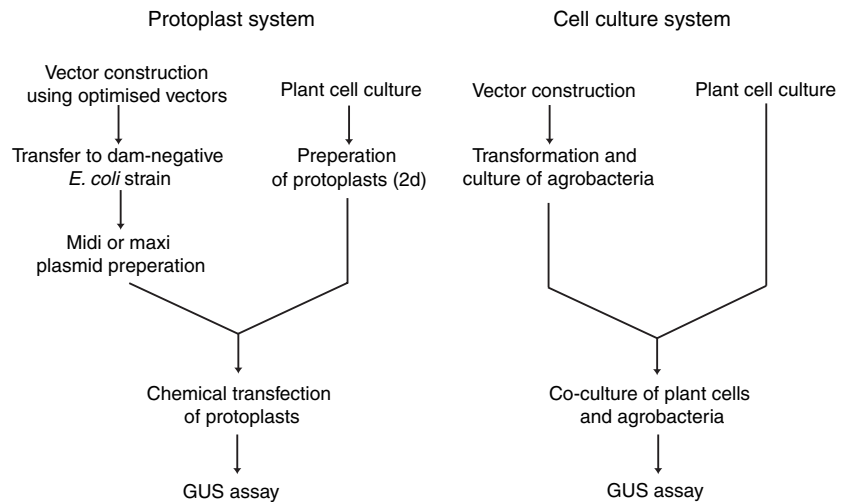 Protoplast system
Vector construction
using optimised vectors
Plant cell culture
Transfer to dam-negative
E. coli strain
Preperation
of protoplasts (2d)
Midi or maxi
plasmid preperation
Chemical transfection
of protoplasts
GUS assay
Cell culture system
Vector construction
Plant cell culture
Transformation and
culture of agrobacteria
Co-culture of plant cells
and agrobacteria
GUS assay